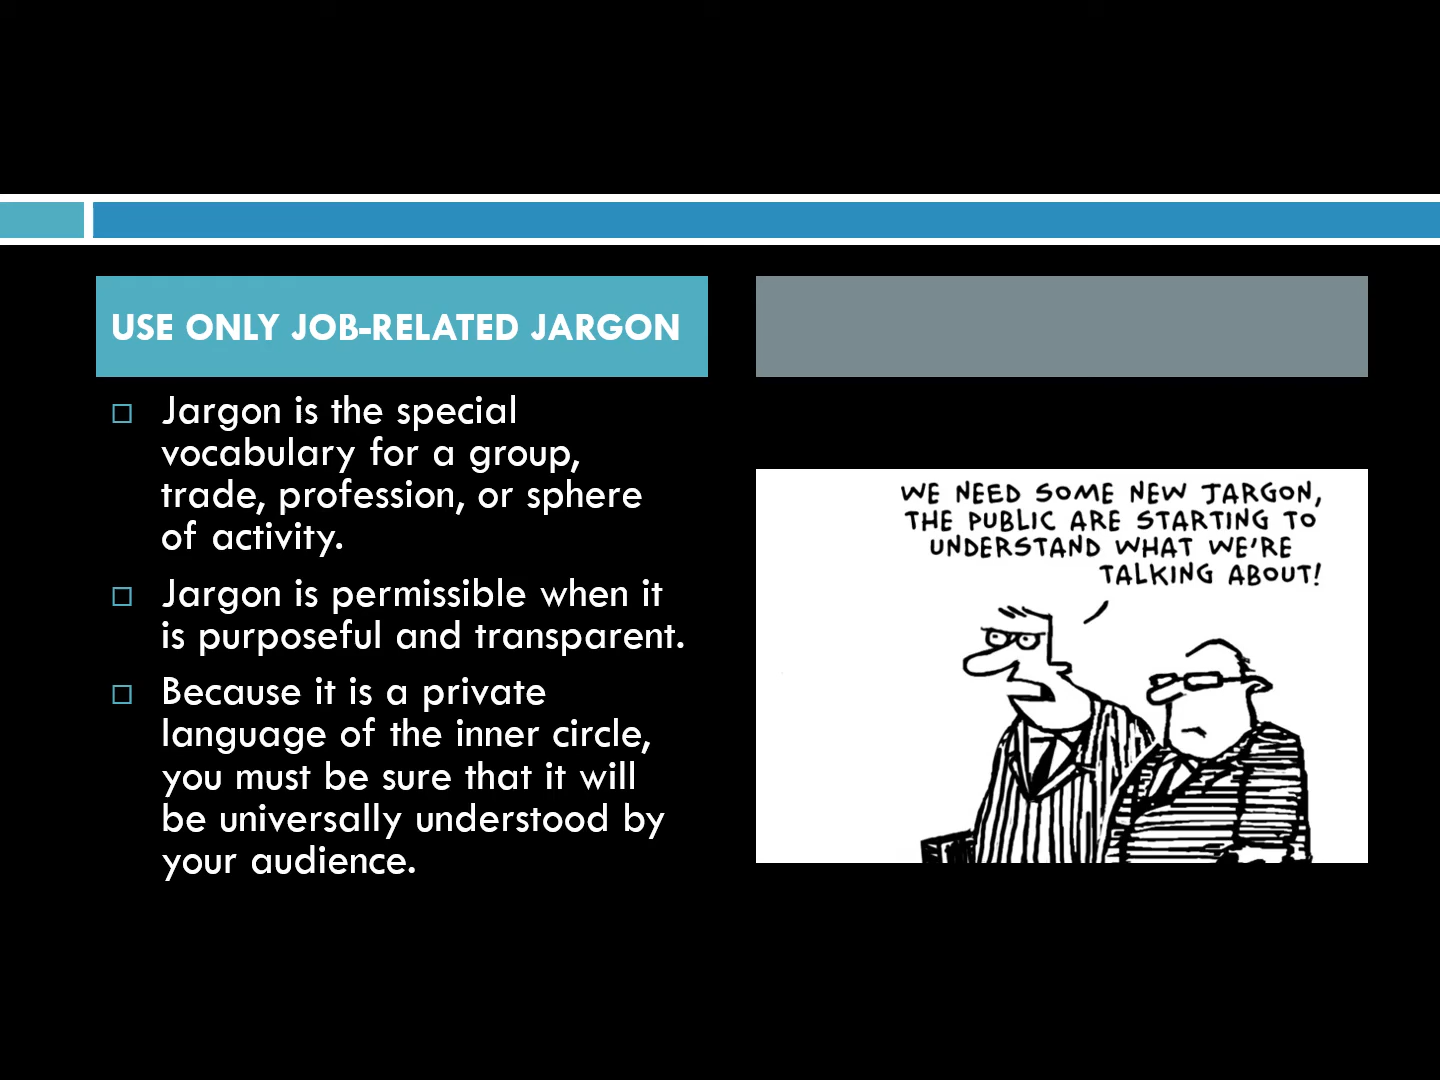 USE ONLY JOB-RELATED JARGON
Jargon is the special
vocabulary for a group,
trade, profession, or sphere
of activity.
Jargon is permissible when it
is purposeful and transparent.
Because it is a private
language of the inner circle,
you must be sure that it will
be universally understood by
your audience.
WE NEED SOME NEW JARGON,
THE PUBLIC ARE STARTING TO
UNDERSTAND WHAT WE'RE
TALKING ABOUT!